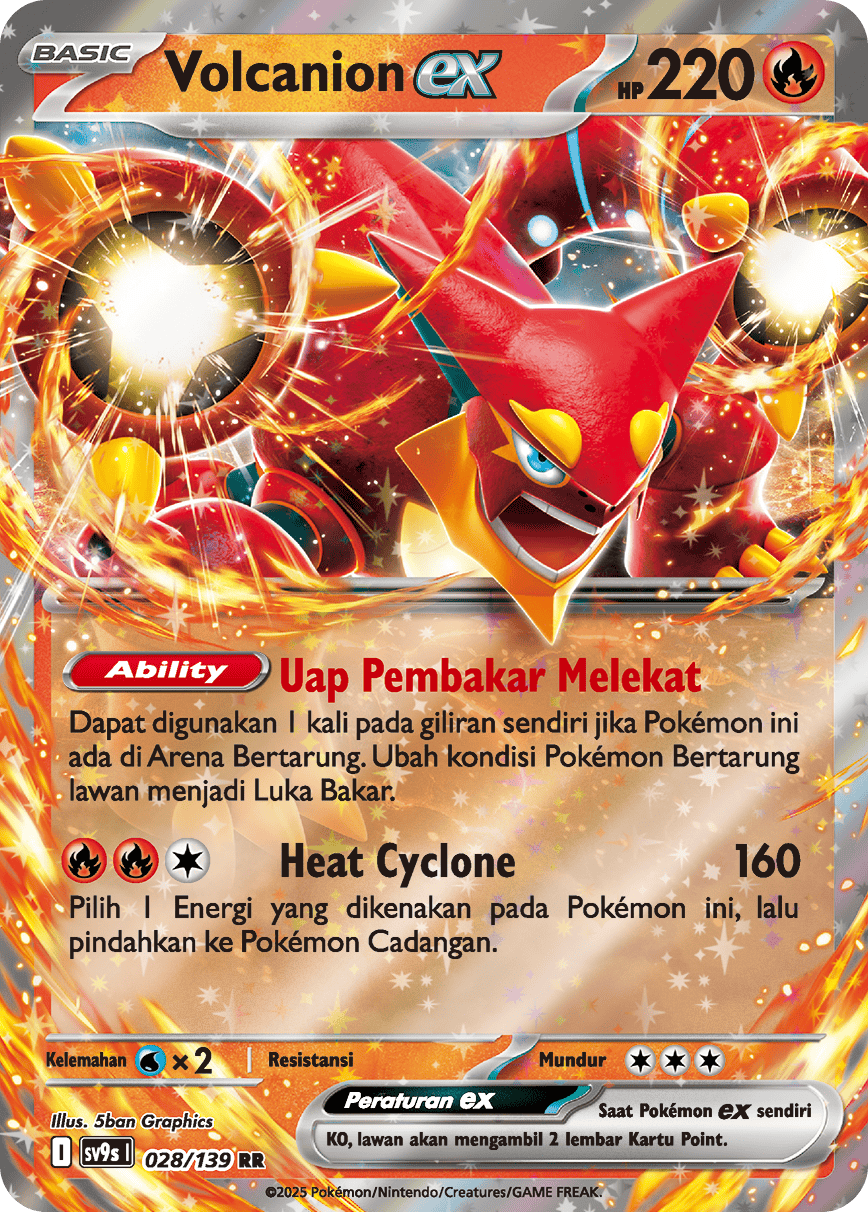 BASIC
Volcanion ex
HP 220
Ability Uap Pembakar Melekat
Dapat digunakan 1 kali pada giliran sendiri jika Pokémon ini
ada di Arena Bertarung. Ubah kondisi Pokémon Bertarung
lawan menjadi Luka Bakar.
Heat Cyclone 160
Pilih 1 Energi yang dikenakan pada Pokémon ini, lalu
pindahkan ke Pokémon Cadangan.
Kelemahan ×2 Resistansi Mundur
Illus. 5ban Graphics
I sv9s I 028/139 RR
Peraturan ex Saat Pokémon ex sendiri
KO, lawan akan mengambil 2 lembar Kartu Point.
©2025 Pokémon/Nintendo/Creatures/GAME FREAK.